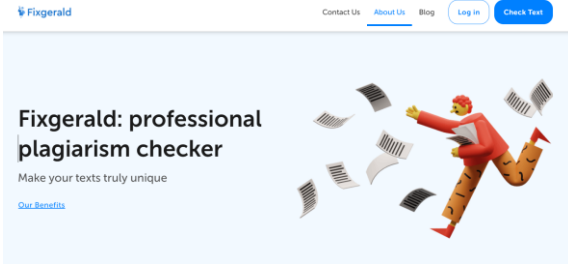 Fixgerald
Contact Us About Us Blog Log in Check Text
Fixgerald: professional
plagiarism checker
Make your texts truly unique
Our Benefits